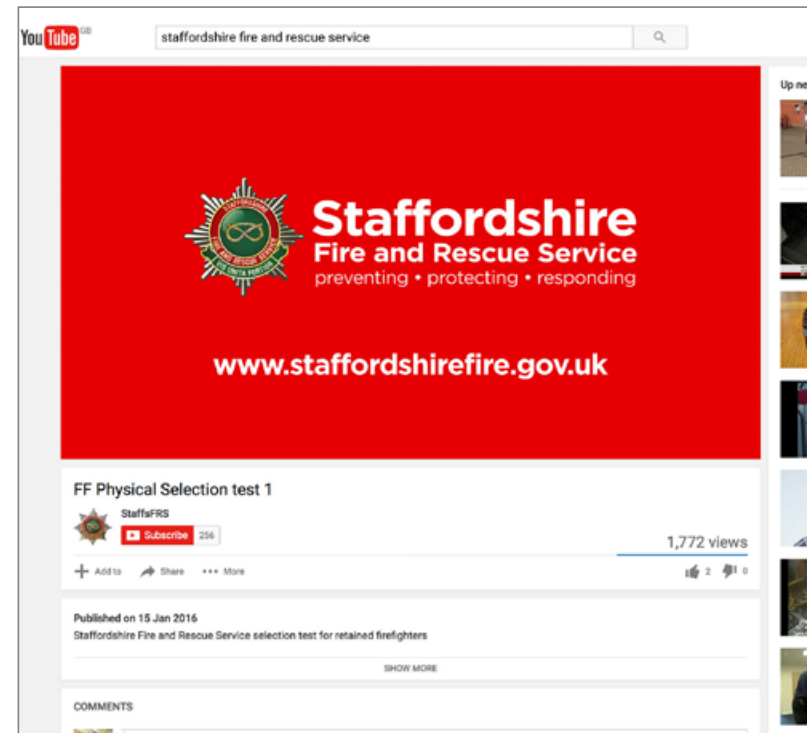 YouTube GB
staffordshire fire and rescue service
Up ne
Staffordshire
Fire and Rescue Service
preventing • protecting • responding
www.staffordshirefire.gov.uk
FF Physical Selection test 1
StaffsFRS
Subscribe 256
1,772 views
Add to Share More
2 0
Published on 15 Jan 2016
Staffordshire Fire and Rescue Service selection test for retained firefighters
SHOW MORE
COMMENTS